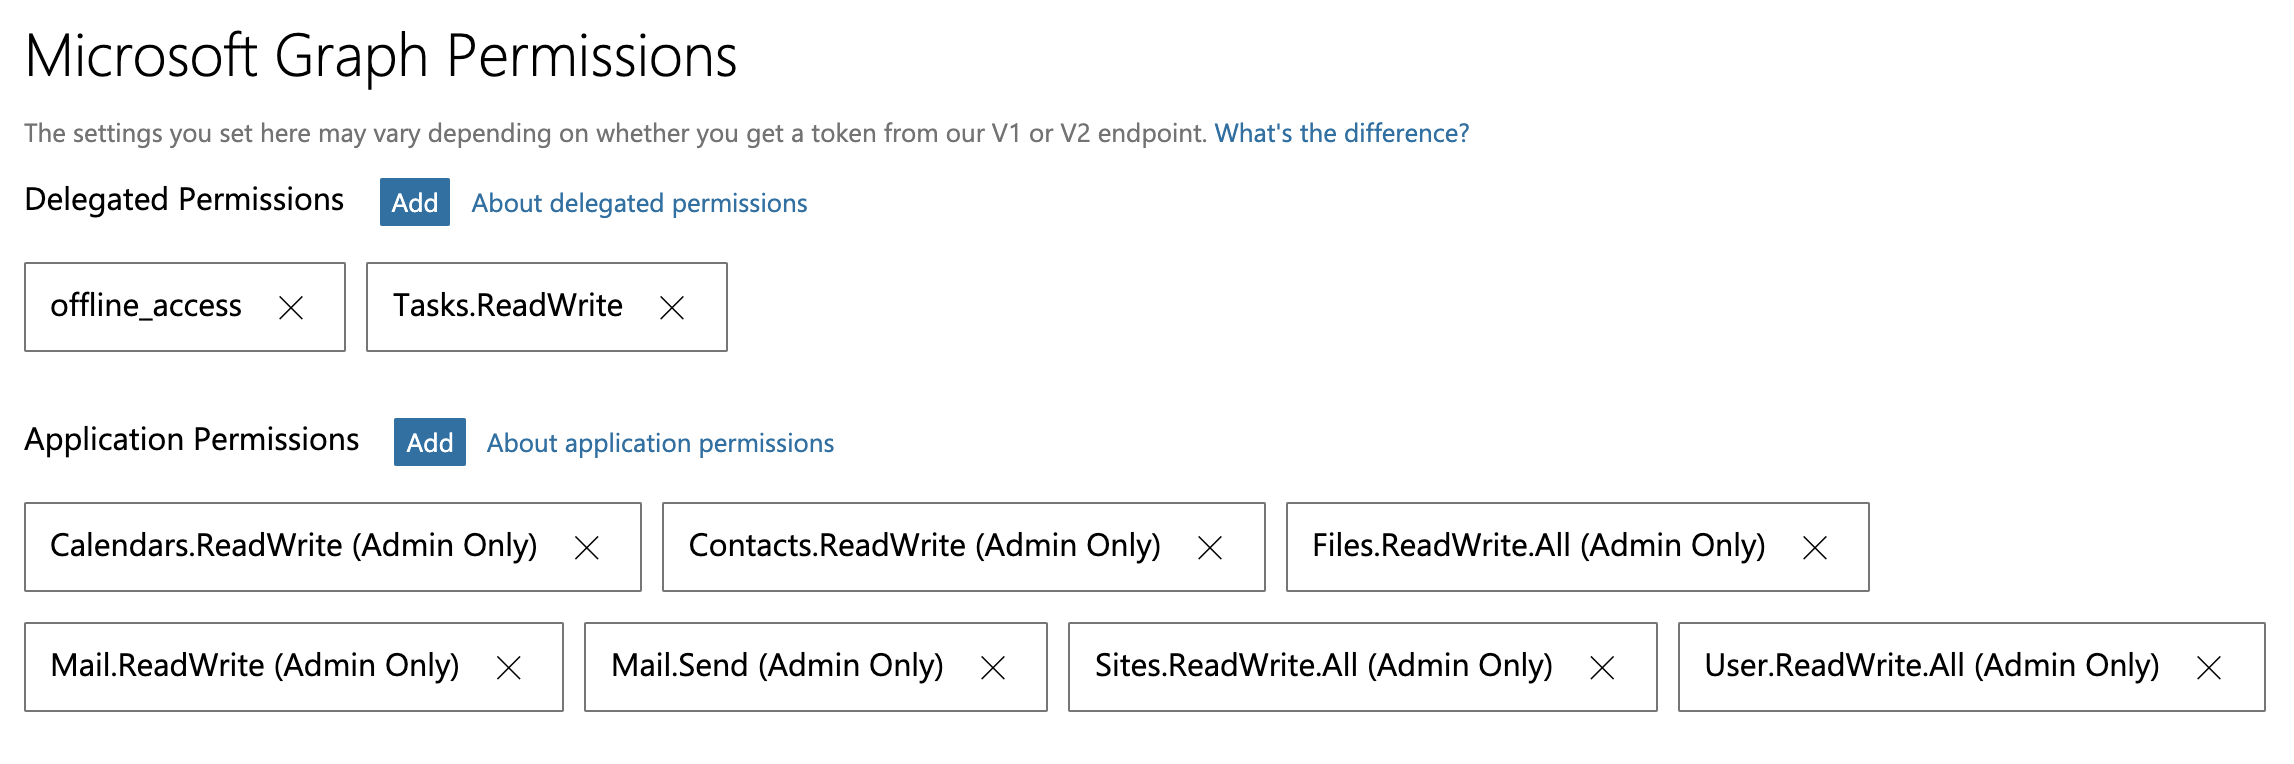 Microsoft Graph Permissions
The settings you set here may vary depending on whether you get a token from our V1 or V2 endpoint. What's the difference?
Delegated Permissions Add About delegated permissions
offline_access Tasks.ReadWrite
Application Permissions Add About application permissions
Calendars.ReadWrite (Admin Only) Contacts.ReadWrite (Admin Only) Files.ReadWrite.All (Admin Only)
Mail.ReadWrite (Admin Only) Mail.Send (Admin Only) Sites.ReadWrite.All (Admin Only) User.ReadWrite.All (Admin Only)